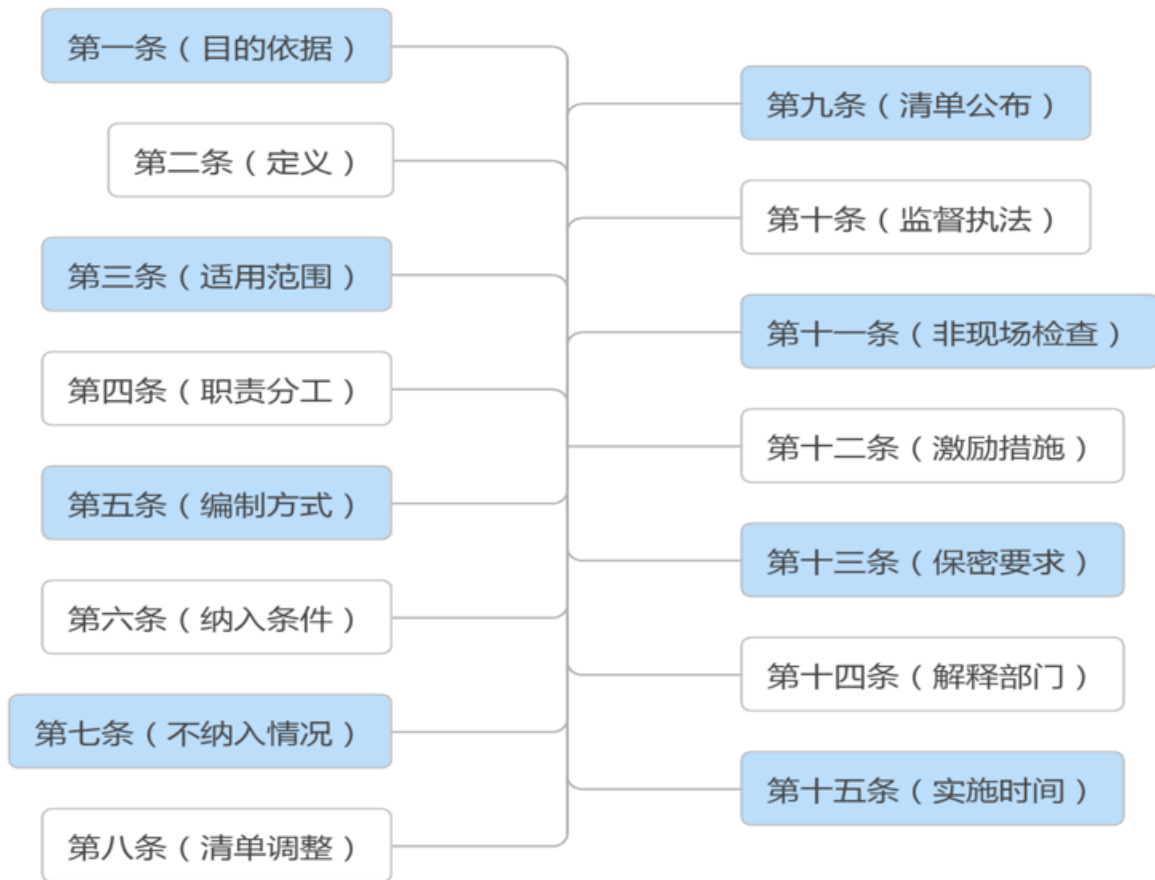 第一条（目的依据）
第二条（定义）
第三条（适用范围）
第四条（职责分工）
第五条（编制方式）
第六条（纳入条件）
第七条（不纳入情况）
第八条（清单调整）
第九条（清单公布）
第十条（监督执法）
第十一条（非现场检查）
第十二条（激励措施）
第十三条（保密要求）
第十四条（解释部门）
第十五条（实施时间）